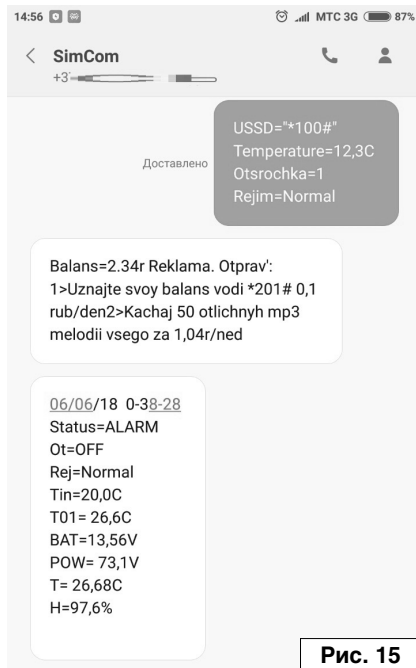 14:56 МТС 3G 87%
SimCom
+3
USSD="*100#"
Temperature=12,3C
Доставлено
Otsrochka=1
Rejim=Normal
Balans=2.34r Reklama. Otprav':
1>Uznajte svoy balans vodi *201# 0,1
rub/den2>Kachaj 50 otlichnyh mp3
melodii vsego za 1,04r/ned
06/06/18 0-38-28
Status=ALARM
Ot=OFF
Rej=Normal
Tin=20,0C
T01= 26,6C
BAT=13,56V
POW= 73,1V
T= 26,68C
H=97,6%
Рис. 15